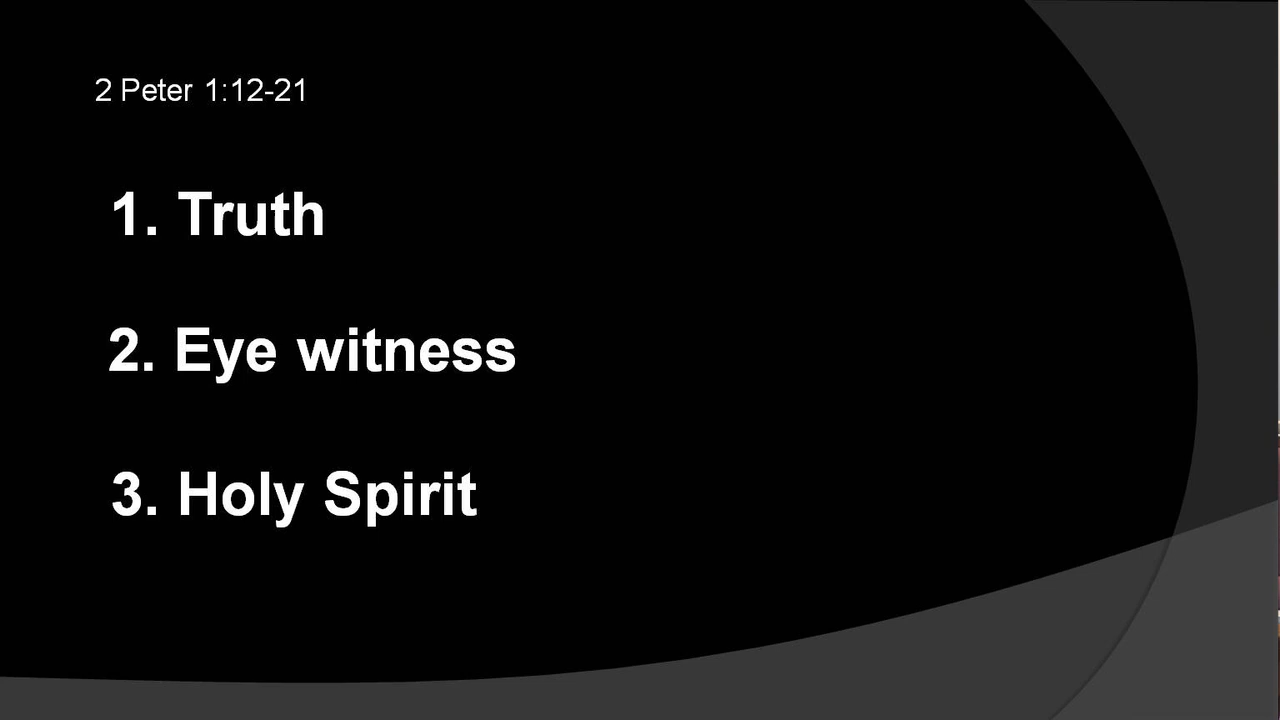 2 Peter 1:12-21
1. Truth
2. Eye witness
3. Holy Spirit